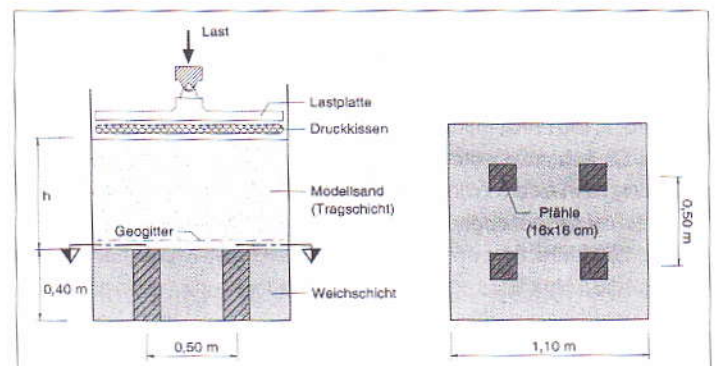 Last
Lastplatte
Druckkissen
h
Modellsand
(Tragschicht)
Geogitter
0,40 m
Weichschicht
0,50 m
Pfähle
(16x16 cm)
0,50 m
1,10 m